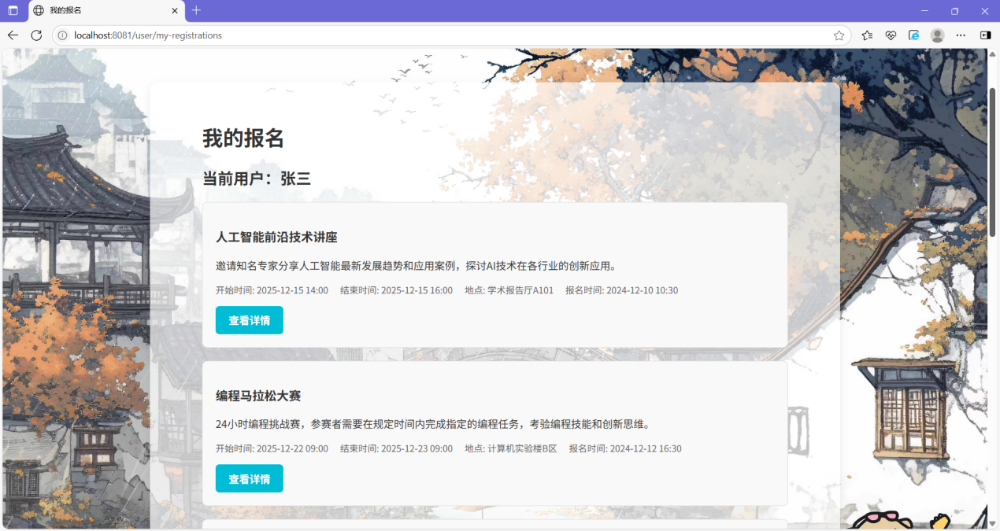 我的报名
localhost:8081/user/my-registrations
我的报名
当前用户：张三
人工智能前沿技术讲座
邀请知名专家分享人工智能最新发展趋势和应用案例，探讨AI技术在各行业的创新应用。
开始时间: 2025-12-15 14:00 结束时间: 2025-12-15 16:00 地点: 学术报告厅A101 报名时间: 2024-12-10 10:30
查看详情
编程马拉松大赛
24小时编程挑战赛，参赛者需要在规定时间内完成指定的编程任务，考验编程技能和创新思维。
开始时间: 2025-12-22 09:00 结束时间: 2025-12-23 09:00 地点: 计算机实验楼B区 报名时间: 2024-12-12 16:30
查看详情